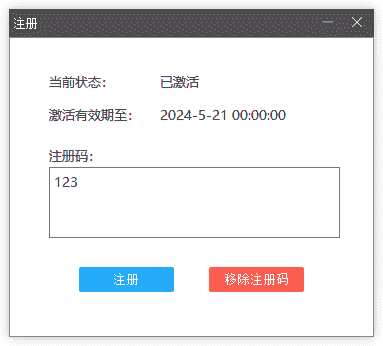 注册
当前状态： 已激活
激活有效期至： 2024-5-21 00:00:00
注册码：
123
注册 移除注册码